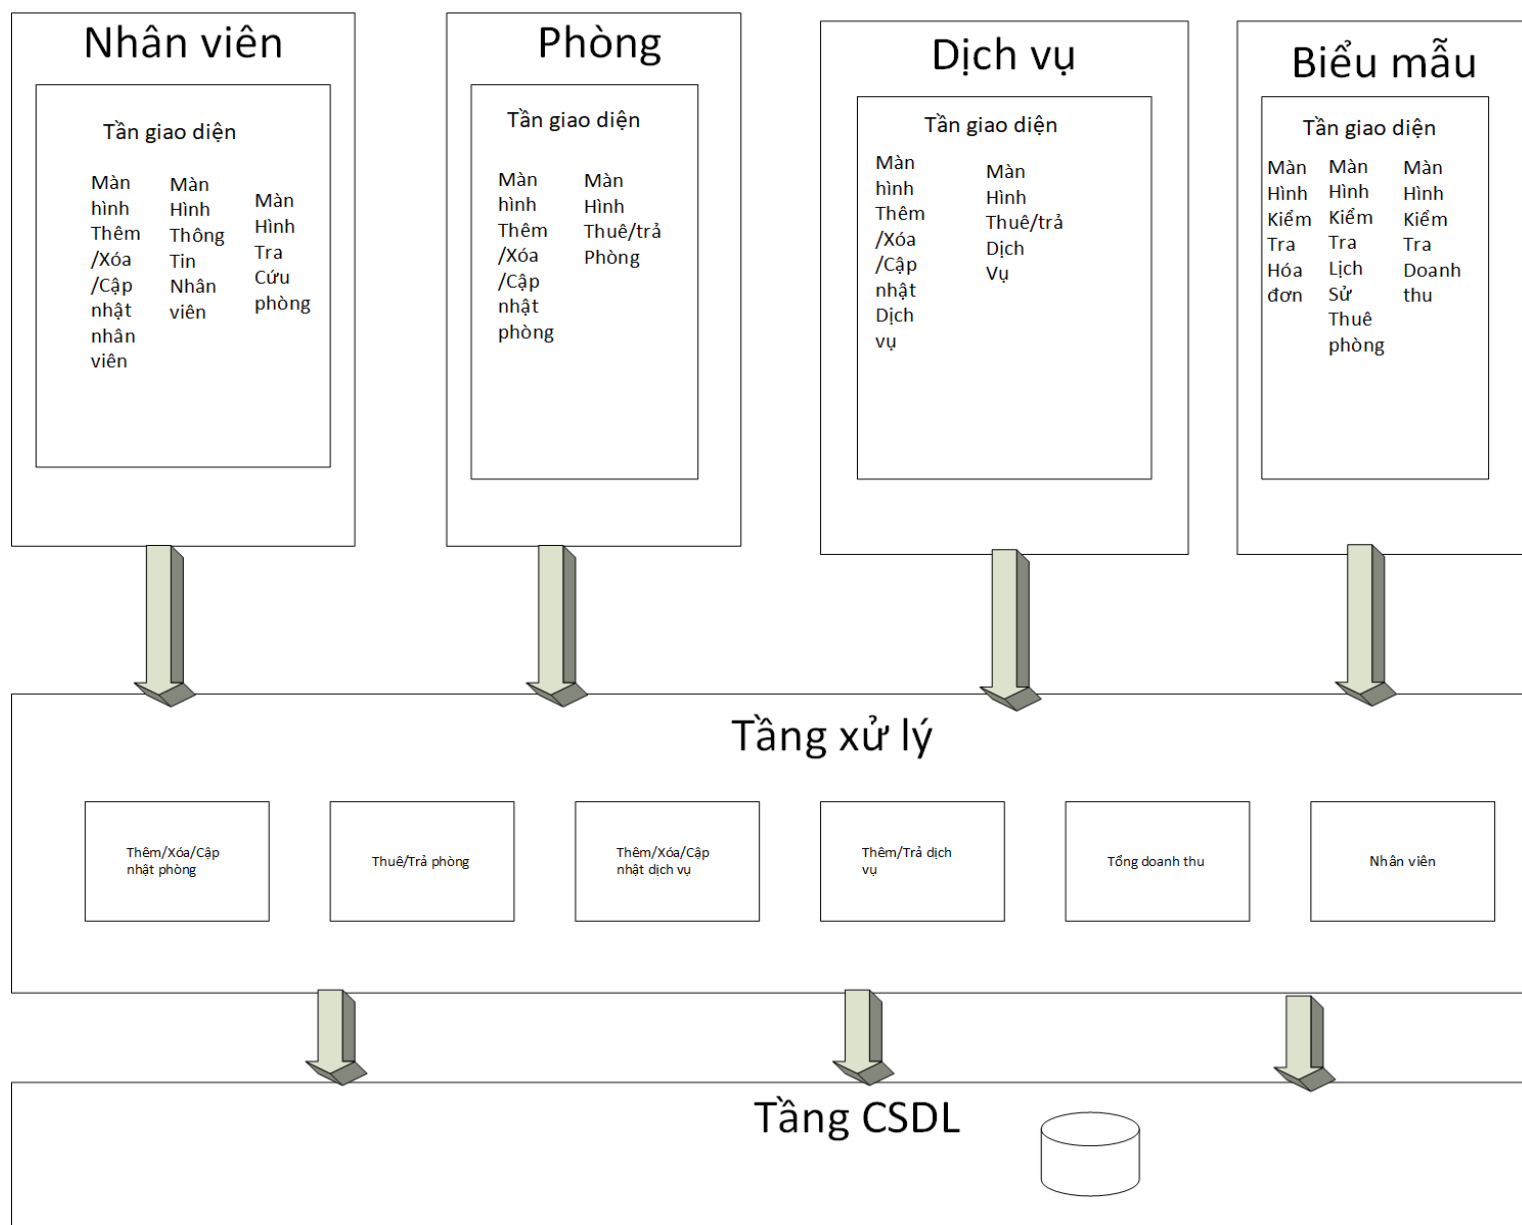 Nhân viên
Tần giao diện
Màn
hình
Thêm
/Xóa
/Cập
nhật
nhân
viên
Màn
Hình
Thông
Tin
Nhân
viên
Màn
Hình
Tra
Cứu
phòng
Phòng
Tần giao diện
Màn
hình
Thêm
/Xóa
/Cập
nhật
phòng
Màn
Hình
Thuê/trả
Phòng
Dịch vụ
Tần giao diện
Màn
hình
Thêm
/Xóa
/Cập
nhật
Dịch
vụ
Màn
Hình
Thuê/trả
Dịch
Vụ
Biểu mẫu
Tần giao diện
Màn
Hình
Kiểm
Tra
Hóa
đơn
Màn
Hình
Kiểm
Tra
Lịch
Sử
Thuê
phòng
Màn
Hình
Kiểm
Tra
Doanh
thu
Tầng xử lý
Thêm/Xóa/Cập
nhật phòng
Thuê/Trả phòng
Thêm/Xóa/Cập
nhật dịch vụ
Thêm/Trả dịch
vụ
Tổng doanh thu
Nhân viên
Tầng CSDL